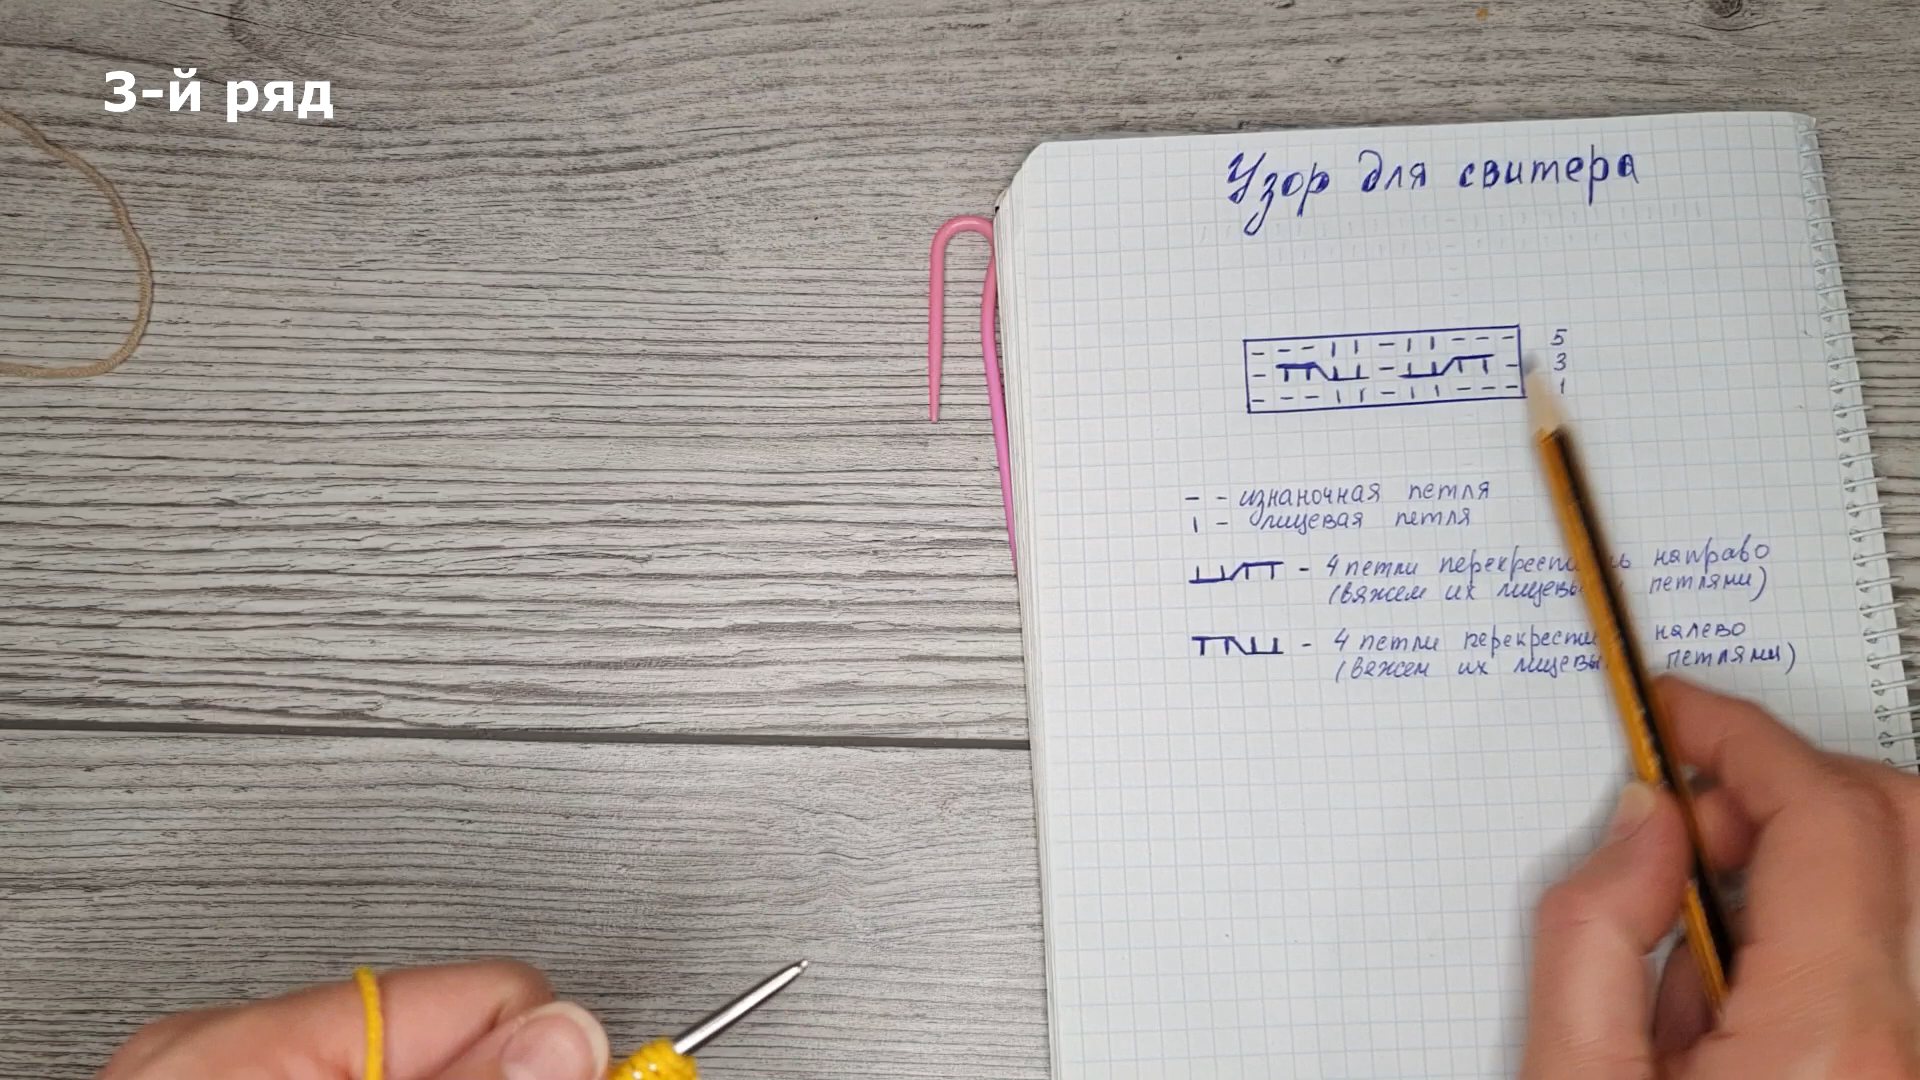 3-й ряд
Узор для свитера
- - - ı ı - ı ı - - - 5
3
- - - ı ı - ı ı - - - 1
- - изнаночная петля
ı - лицевая петля
- 4 петли направо
(вяжем их петлями)
- 4 петли налево
(вяжем их петлями)